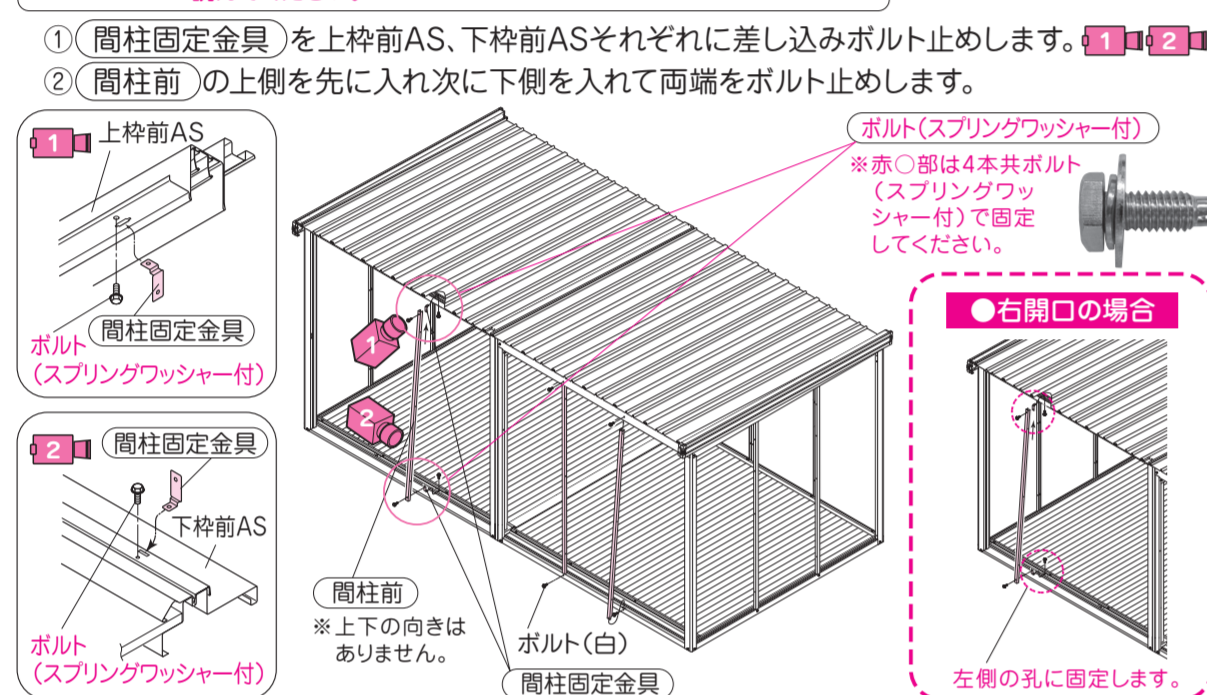 ①間柱固定金具を上枠前AS、下枠前ASそれぞれに差し込みボルト止めします。1 2
②間柱前の上側を先に入れ次に下側を入れて両端をボルト止めします。
1
上枠前AS
間柱固定金具
ボルト
(スプリングワッシャー付)
2
間柱固定金具
下枠前AS
ボルト
(スプリングワッシャー付)
1
2
ボルト(スプリングワッシャー付)
※赤○部は4本共ボルト
(スプリングワッ
シャー付)で固定
してください。
間柱前
※上下の向きは
ありません。
ボルト(白)
間柱固定金具
●右開口の場合
左側の孔に固定します。